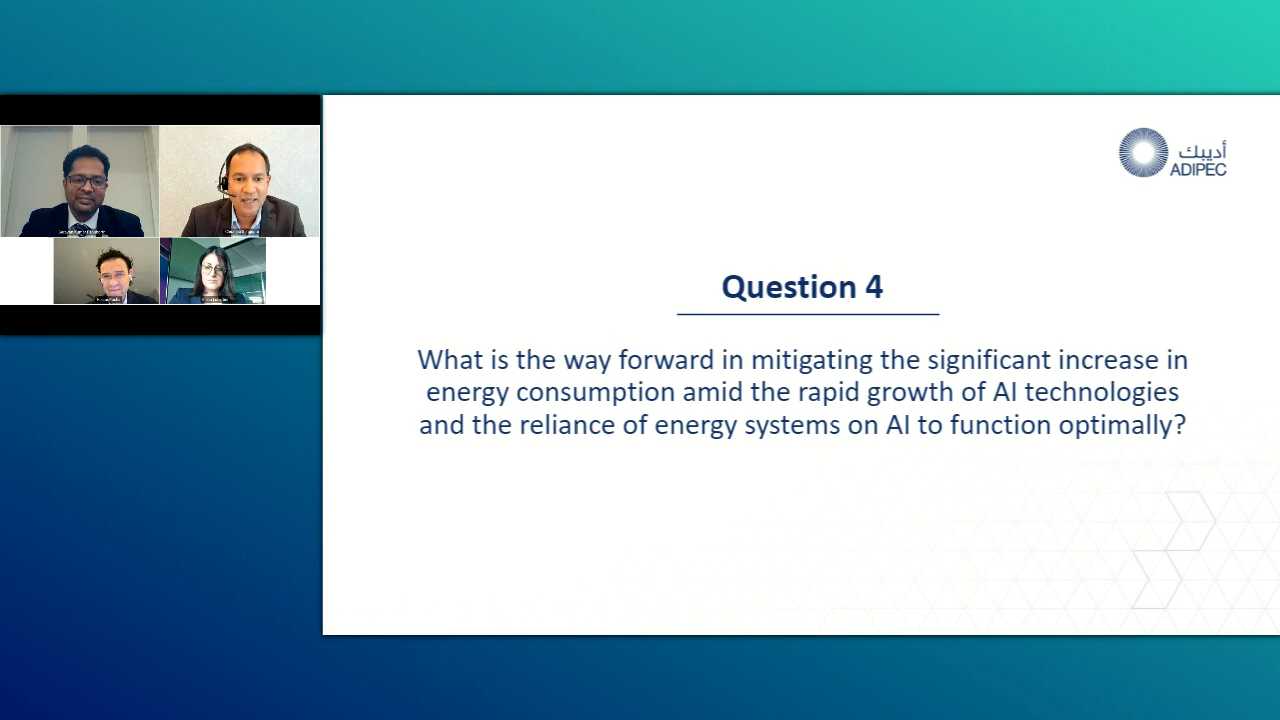 أديبك
ADIPEC
Question 4
What is the way forward in mitigating the significant increase in
energy consumption amid the rapid growth of AI technologies
and the reliance of energy systems on AI to function optimally?